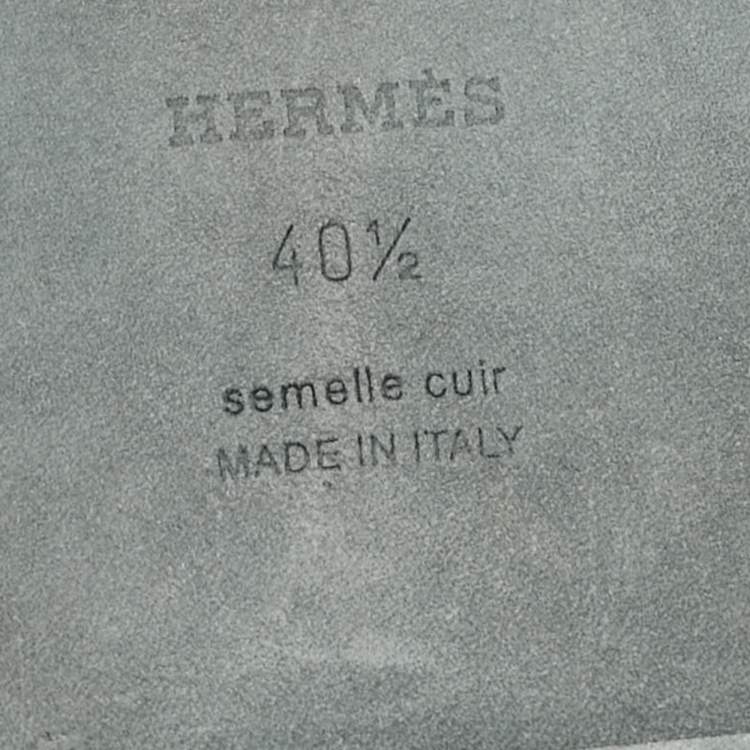 HERMÈS
40½
semelle cuir
MADE IN ITALY